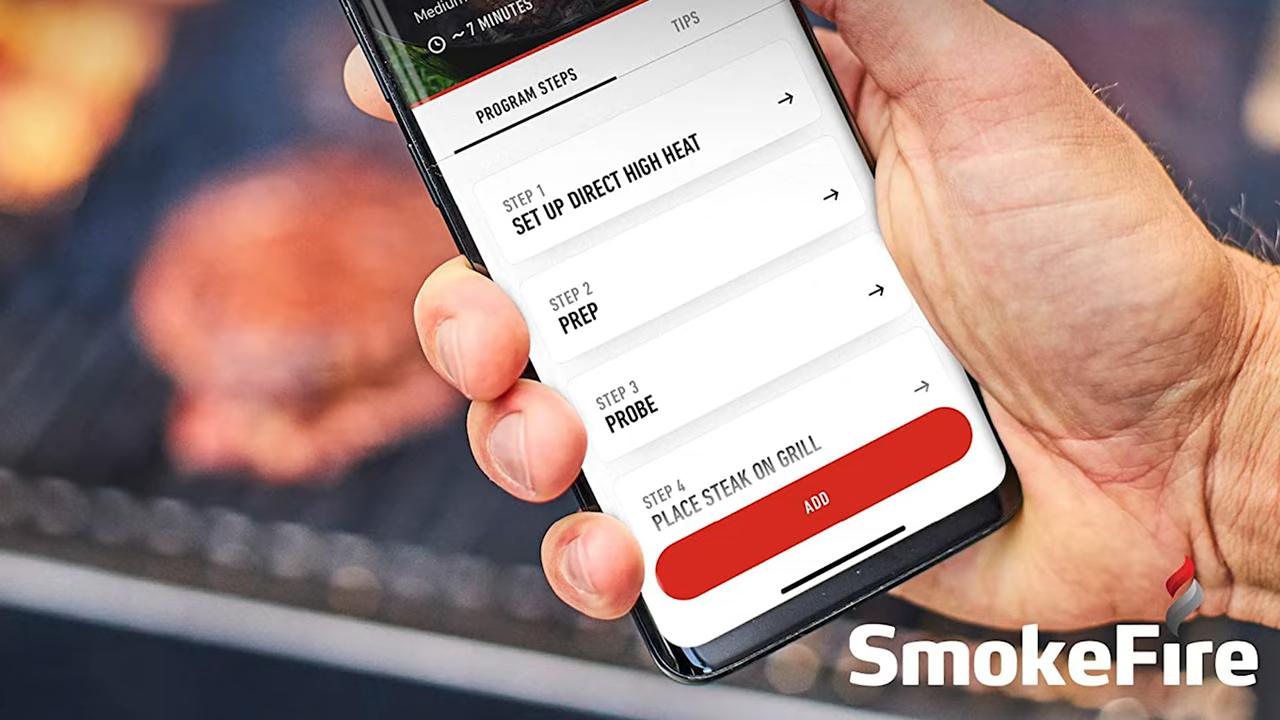 Medium
~7 MINUTES
PROGRAM STEPS
TIPS
STEP 1
SET UP DIRECT HIGH HEAT
STEP 2
PREP
STEP 3
PROBE
STEP 4
PLACE STEAK ON GRILL
ADD
SmokeFire